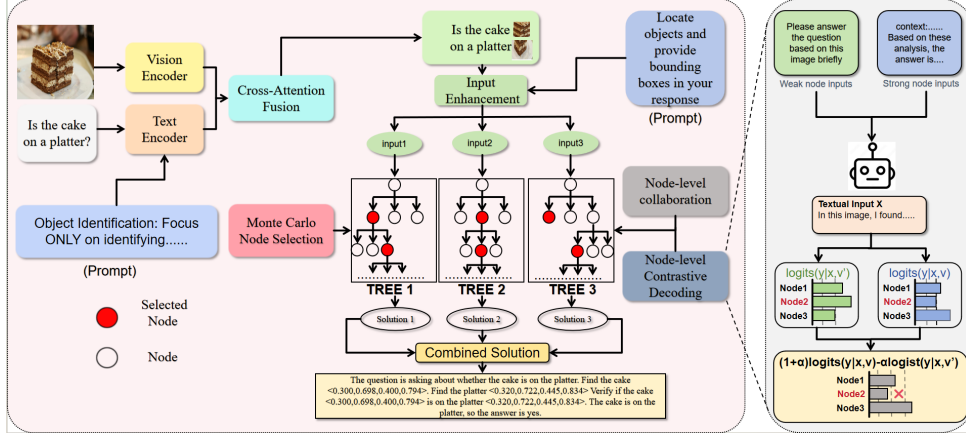 Is the cake
on a platter?
Vision
Encoder
Text
Encoder
Cross-Attention
Fusion
Object Identification: Focus
ONLY on identifying......
(Prompt)
Is the cake
on a platter
Input
Enhancement
Locate
objects and
provide
bounding
boxes in your
response
(Prompt)
input1
input2
input3
Monte Carlo
Node Selection
Node-level
collaboration
Node-level
Contrastive
Decoding
TREE 1
TREE 2
TREE 3
Selected
Node
Node
Solution 1
Solution 2
Solution 3
Combined Solution
The question is asking about whether the cake is on the platter. Find the cake
<0.300,0.698,0.400,0.794>. Find the platter <0.320,0.722,0.445,0.834> Verify if the cake
<0.300,0.698,0.400,0.794> is on the platter <0.320,0.722,0.445,0.834>. The cake is on the
platter, so the answer is yes.
Please answer
the question
based on this
image briefly
Weak node inputs
context:......
Based on these
analysis, the
answer is....
Strong node inputs
Textual Input X
In this image, I found.....
logits(y|x,v')
Node1
Node2
Node3
logits(y|x,v)
Node1
Node2
Node3
(1+α)logits(y|x,v)-αlogist(y|x,v')
Node1
Node2
Node3